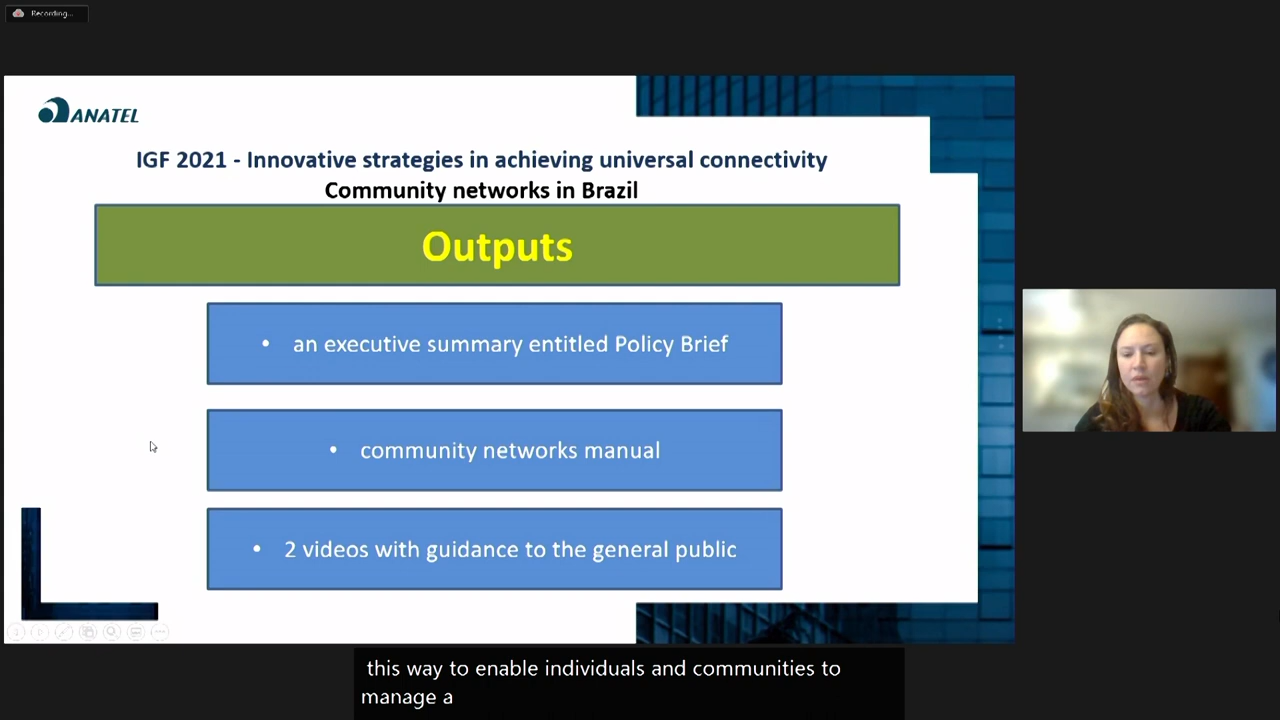 Recording...
ANATEL
IGF 2021 - Innovative strategies in achieving universal connectivity
Community networks in Brazil
Outputs
• an executive summary entitled Policy Brief
• community networks manual
• 2 videos with guidance to the general public
this way to enable individuals and communities to
manage a